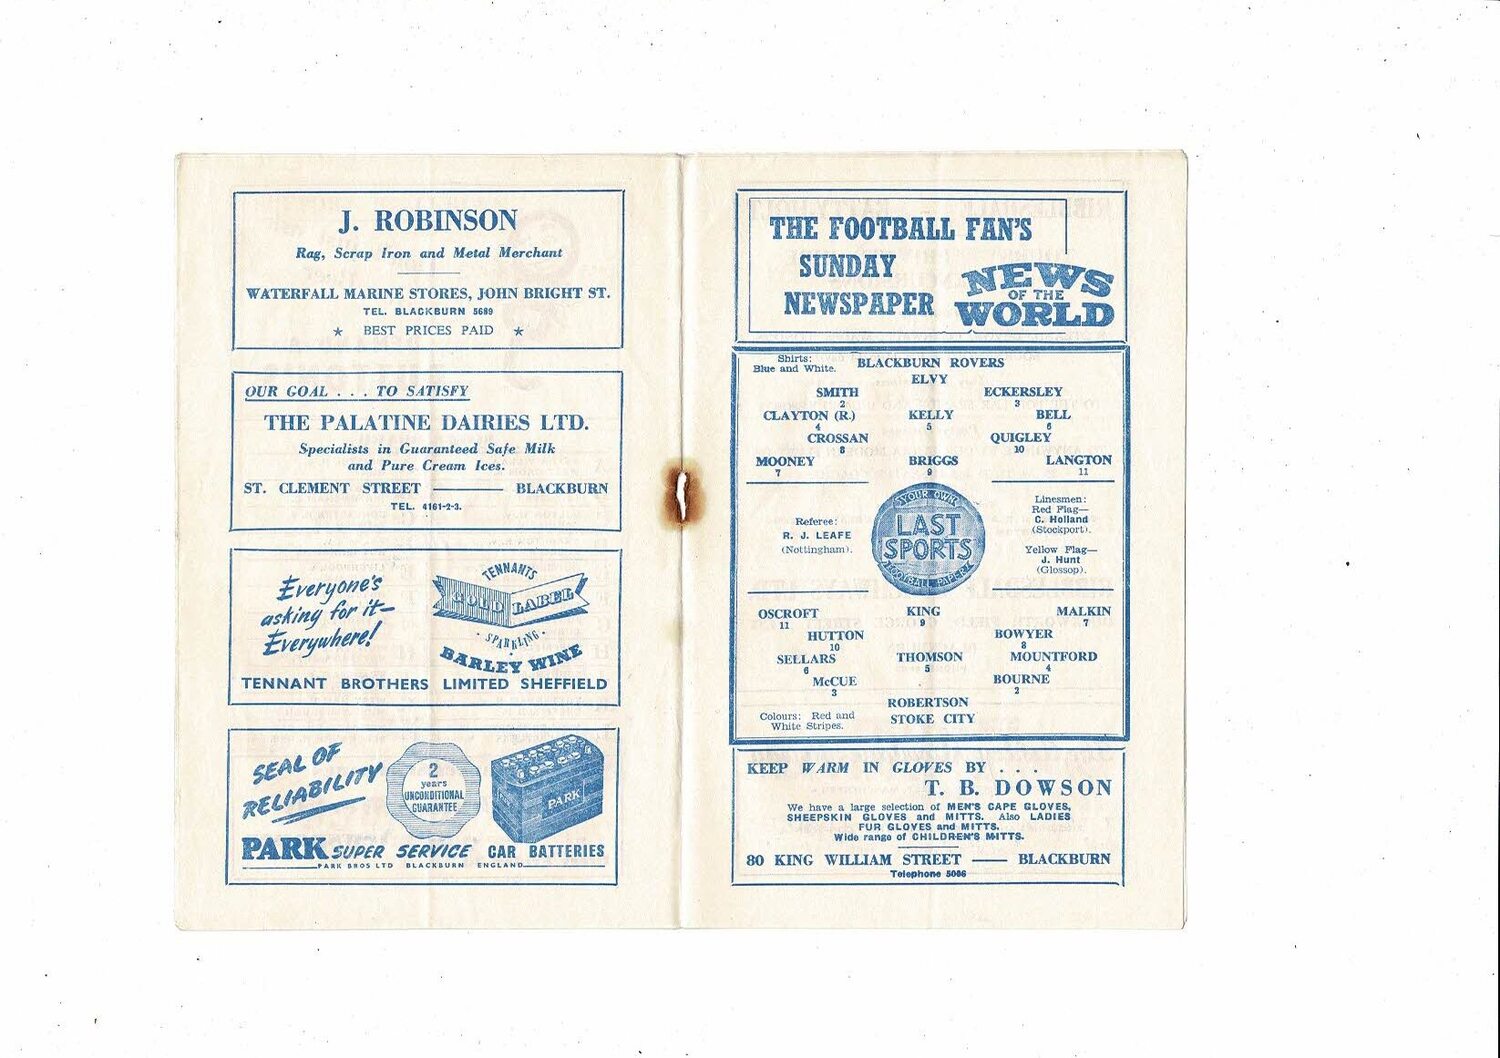 J. ROBINSON
Rag, Scrap Iron and Metal Merchant
WATERFALL MARINE STORES, JOHN BRIGHT ST.
TEL. BLACKBURN 5689
★ BEST PRICES PAID ★
OUR GOAL . . . TO SATISFY
THE PALATINE DAIRIES LTD.
Specialists in Guaranteed Safe Milk
and Pure Cream Ices.
ST. CLEMENT STREET ——— BLACKBURN
TEL. 4161-2-3.
Everyone's
asking for it—
Everywhere!
TENNANTS
GOLD LABEL
· SPARKLING ·
BARLEY WINE
TENNANT BROTHERS LIMITED SHEFFIELD
SEAL OF
RELIABILITY
2
years
UNCONDITIONAL
GUARANTEE
PARK
PARK SUPER SERVICE CAR BATTERIES
PARK BROS LTD BLACKBURN ENGLAND
THE FOOTBALL FAN'S
SUNDAY
NEWSPAPER
NEWS
OF THE
WORLD
Shirts:
Blue and White.
BLACKBURN ROVERS
ELVY
SMITH ECKERSLEY
2 3
CLAYTON (R.) KELLY BELL
4 5 6
CROSSAN QUIGLEY
8 10
MOONEY BRIGGS LANGTON
7 9 11
Referee:
R. J. LEAFE
(Nottingham).
YOUR OWN
LAST
SPORTS
FOOTBALL PAPER
Linesmen:
Red Flag—
C. Holland
(Stockport).
Yellow Flag—
J. Hunt
(Glossop).
OSCROFT KING MALKIN
11 9 7
HUTTON BOWYER
10 8
SELLARS THOMSON MOUNTFORD
6 5 4
McCUE BOURNE
3 2
ROBERTSON
Colours: Red and
White Stripes.
STOKE CITY
KEEP WARM IN GLOVES BY . . .
T. B. DOWSON
We have a large selection of MEN'S CAPE GLOVES,
SHEEPSKIN GLOVES and MITTS. Also LADIES
FUR GLOVES and MITTS.
Wide range of CHILDREN'S MITTS.
80 KING WILLIAM STREET —— BLACKBURN
Telephone 5086